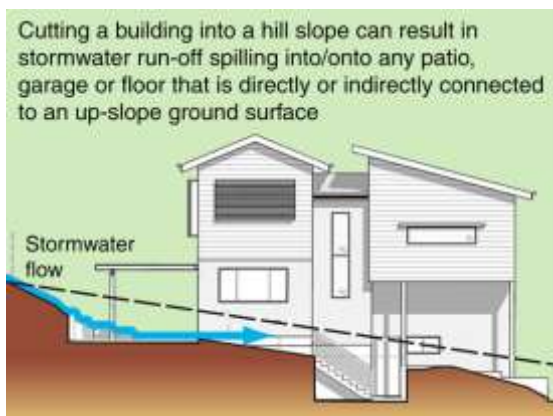 Cutting a building into a hill slope can result in
stormwater run-off spilling into/onto any patio,
garage or floor that is directly or indirectly connected
to an up-slope ground surface
Stormwater
flow